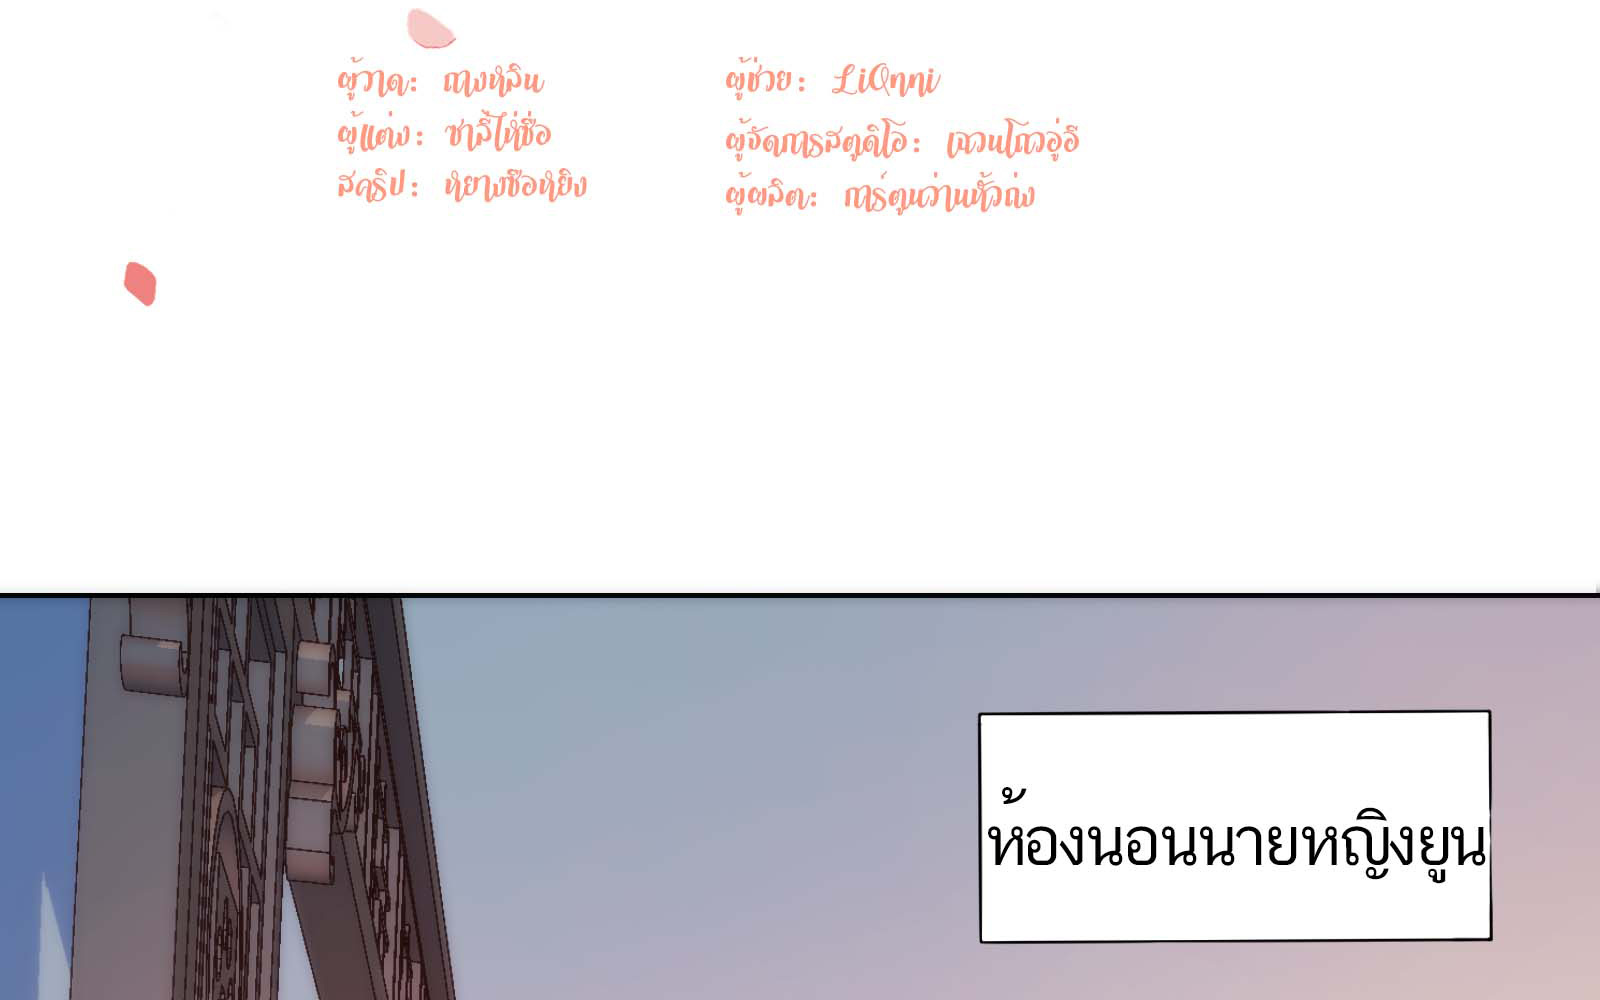 ผู้วาด: ถางหลิน
ผู้แต่ง: ซาลี้ไห่ซื่อ
สคริป: หยางซือหยิง
ผู้ช่วย: LiAnni
ผู้จัดการสตูดิโอ: เฉวนโถวอู่อี
ผู้ผลิต: การ์ตูนว่านหั้วถ่ง
ห้องนอนนายหญิงยูน